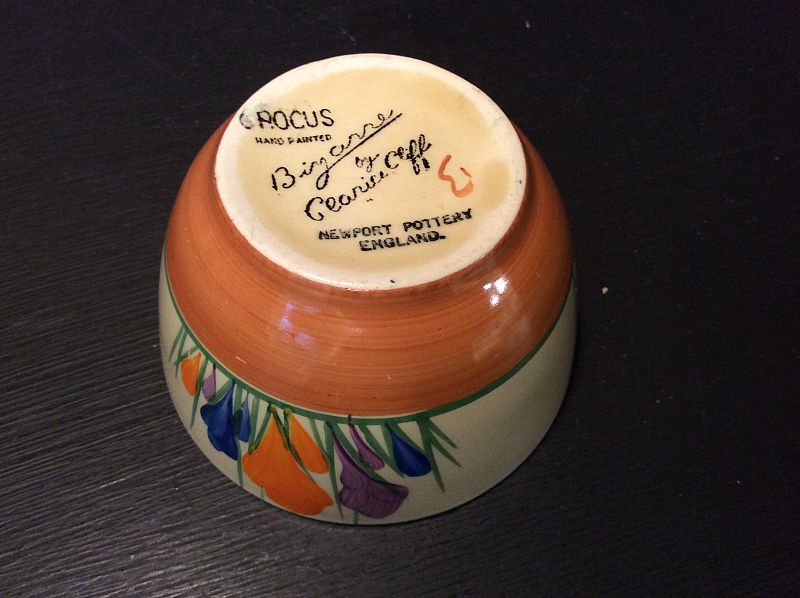 CROCUS
HAND PAINTED
Bizarre
by
Clarice Cliff
E
NEWPORT POTTERY
ENGLAND.